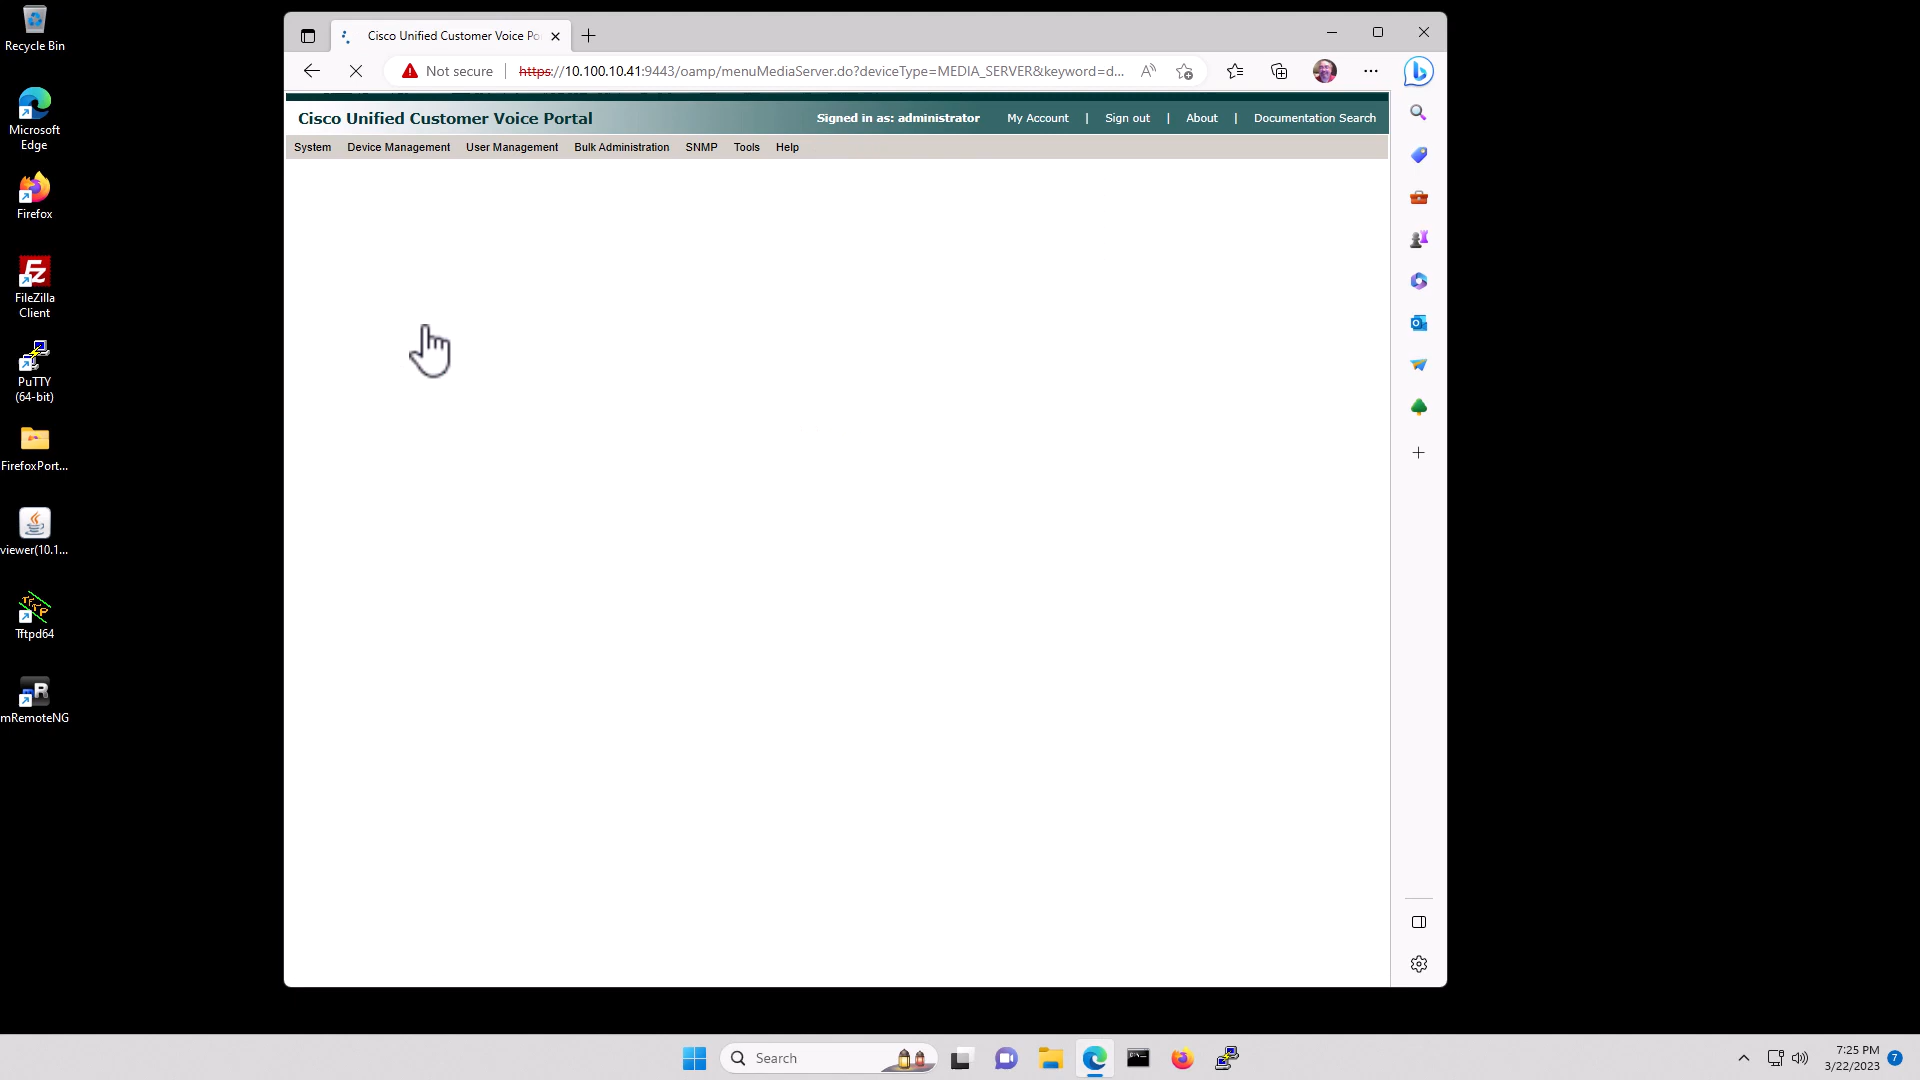 Recycle Bin
Microsoft
Edge
Firefox
FileZilla
Client
PuTTY
(64-bit)
FirefoxPort...
viewer(10.1...
Tftpd64
mRemoteNG
Cisco Unified Customer Voice Po
Not secure
https://10.100.10.41:9443/oamp/menuMediaServer.do?deviceType=MEDIA_SERVER&keyword=d...
Cisco Unified Customer Voice Portal
Signed in as: administrator
My Account | Sign out | About | Documentation Search
System Device Management User Management Bulk Administration SNMP Tools Help
Search
7:25 PM
3/22/2023
7